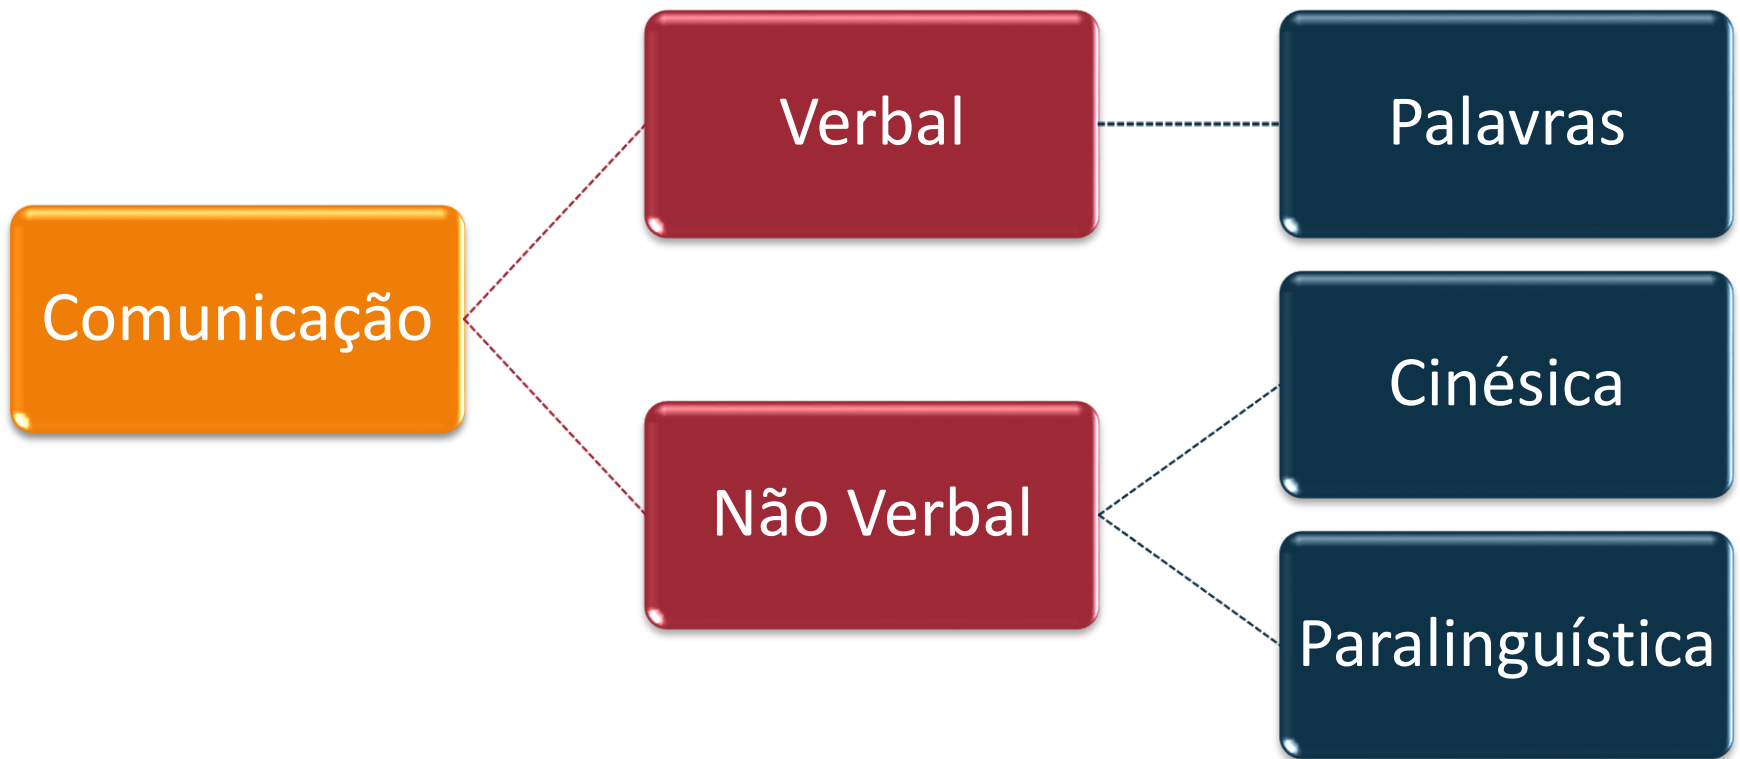 Comunicação
Verbal
Palavras
Não Verbal
Cinésica
Paralinguística